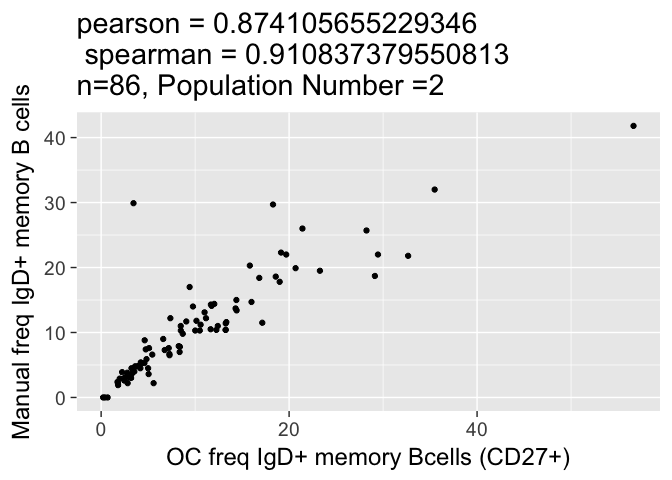 pearson = 0.874105655229346
spearman = 0.910837379550813
n=86, Population Number =2
Manual freq IgD+ memory B cells
40
30
20
10
0
0 20 40
OC freq IgD+ memory Bcells (CD27+)